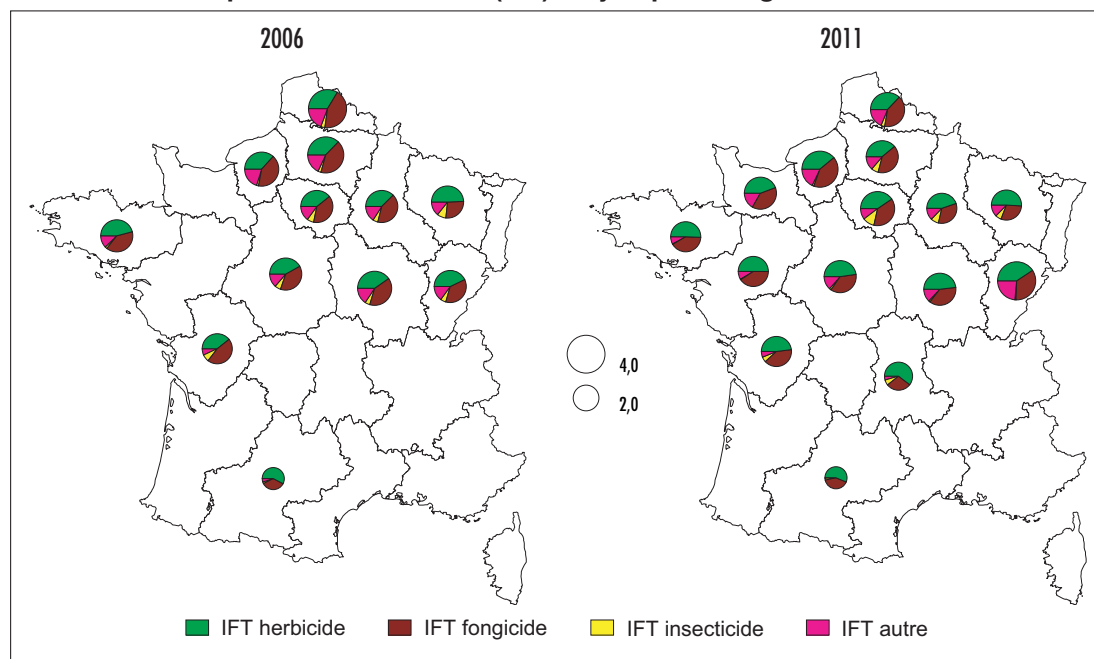 2006
2011
4,0
2,0
IFT herbicide
IFT fongicide
IFT insecticide
IFT autre